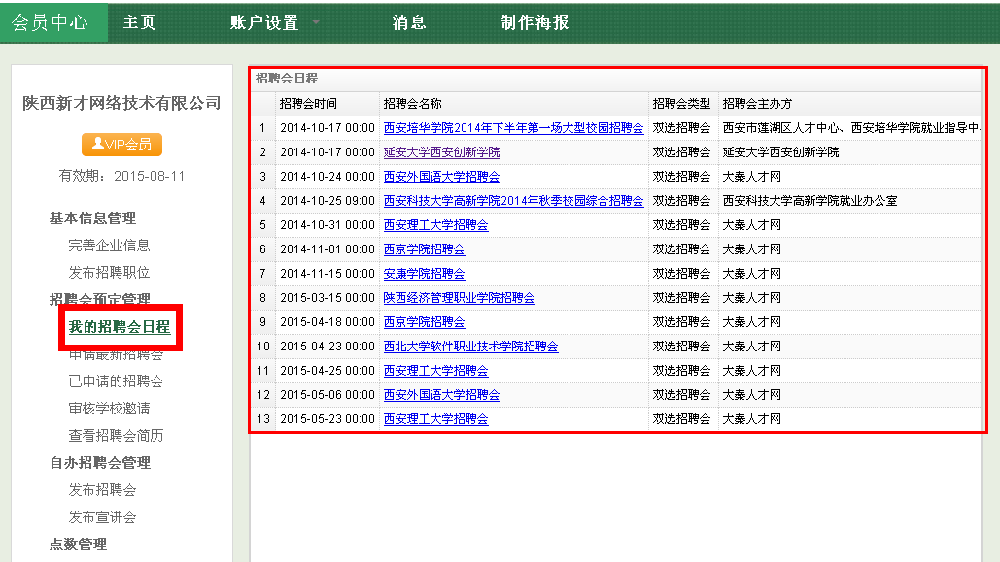 会员中心 主页 账户设置 消息 制作海报
陕西新才网络技术有限公司
VIP会员
有效期：2015-08-11
基本信息管理
完善企业信息
发布招聘职位
招聘会预定管理
我的招聘会日程
申请最新招聘会
已申请的招聘会
审核学校邀请
查看招聘会简历
自办招聘会管理
发布招聘会
发布宣讲会
点数管理
招聘会日程
招聘会时间 招聘会名称 招聘会类型 招聘会主办方
1 2014-10-17 00:00 西安培华学院2014年下半年第一场大型校园招聘会 双选招聘会 西安市莲湖区人才中心、西安培华学院就业指导中
2 2014-10-17 00:00 延安大学西安创新学院 双选招聘会 延安大学西安创新学院
3 2014-10-24 00:00 西安外国语大学招聘会 双选招聘会 大秦人才网
4 2014-10-25 09:00 西安科技大学高新学院2014年秋季校园综合招聘会 双选招聘会 西安科技大学高新学院就业办公室
5 2014-10-31 00:00 西安理工大学招聘会 双选招聘会 大秦人才网
6 2014-11-01 00:00 西京学院招聘会 双选招聘会 大秦人才网
7 2014-11-15 00:00 安康学院招聘会 双选招聘会 大秦人才网
8 2015-03-15 00:00 陕西经济管理职业学院招聘会 双选招聘会 大秦人才网
9 2015-04-18 00:00 西京学院招聘会 双选招聘会 大秦人才网
10 2015-04-23 00:00 西北大学软件职业技术学院招聘会 双选招聘会 大秦人才网
11 2015-04-25 00:00 西安理工大学招聘会 双选招聘会 大秦人才网
12 2015-05-06 00:00 西安外国语大学招聘会 双选招聘会 大秦人才网
13 2015-05-23 00:00 西安理工大学招聘会 双选招聘会 大秦人才网